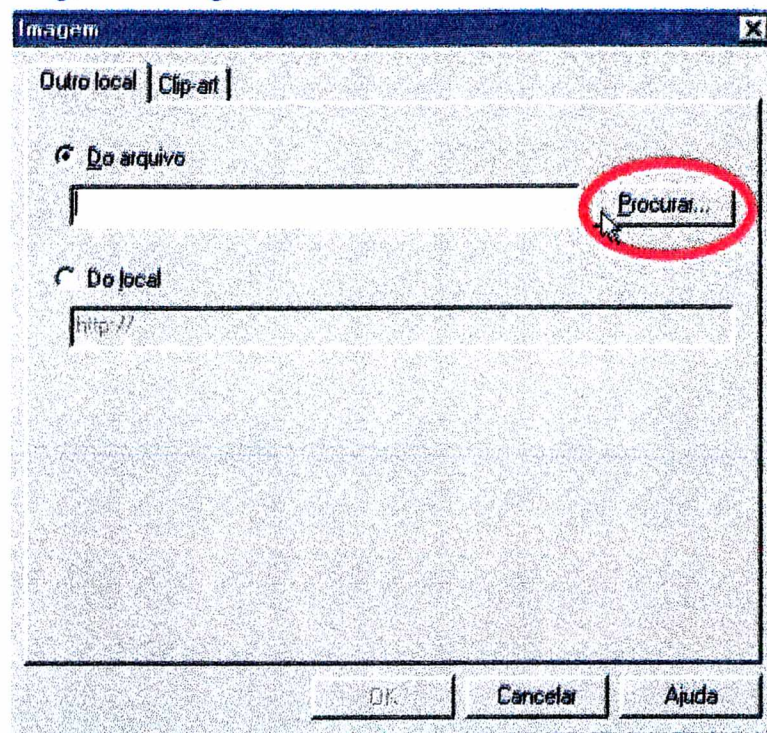 Imagem
Outro local Clip-art
Do arquivo
Procurar...
Do local
http://
OK Cancelar Ajuda